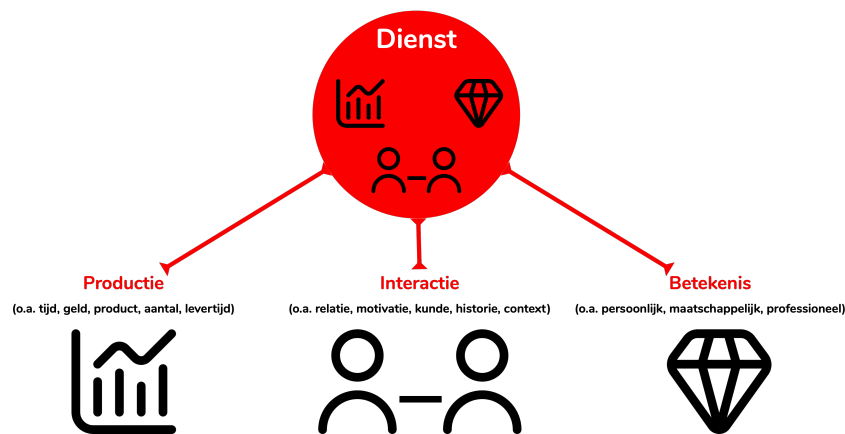 Dienst
Productie
Interactie
Betekenis
(o.a. tijd, geld, product, aantal, levertijd)
(o.a. relatie, motivatie, kunde, historie, context)
(o.a. persoonlijk, maatschappelijk, professioneel)